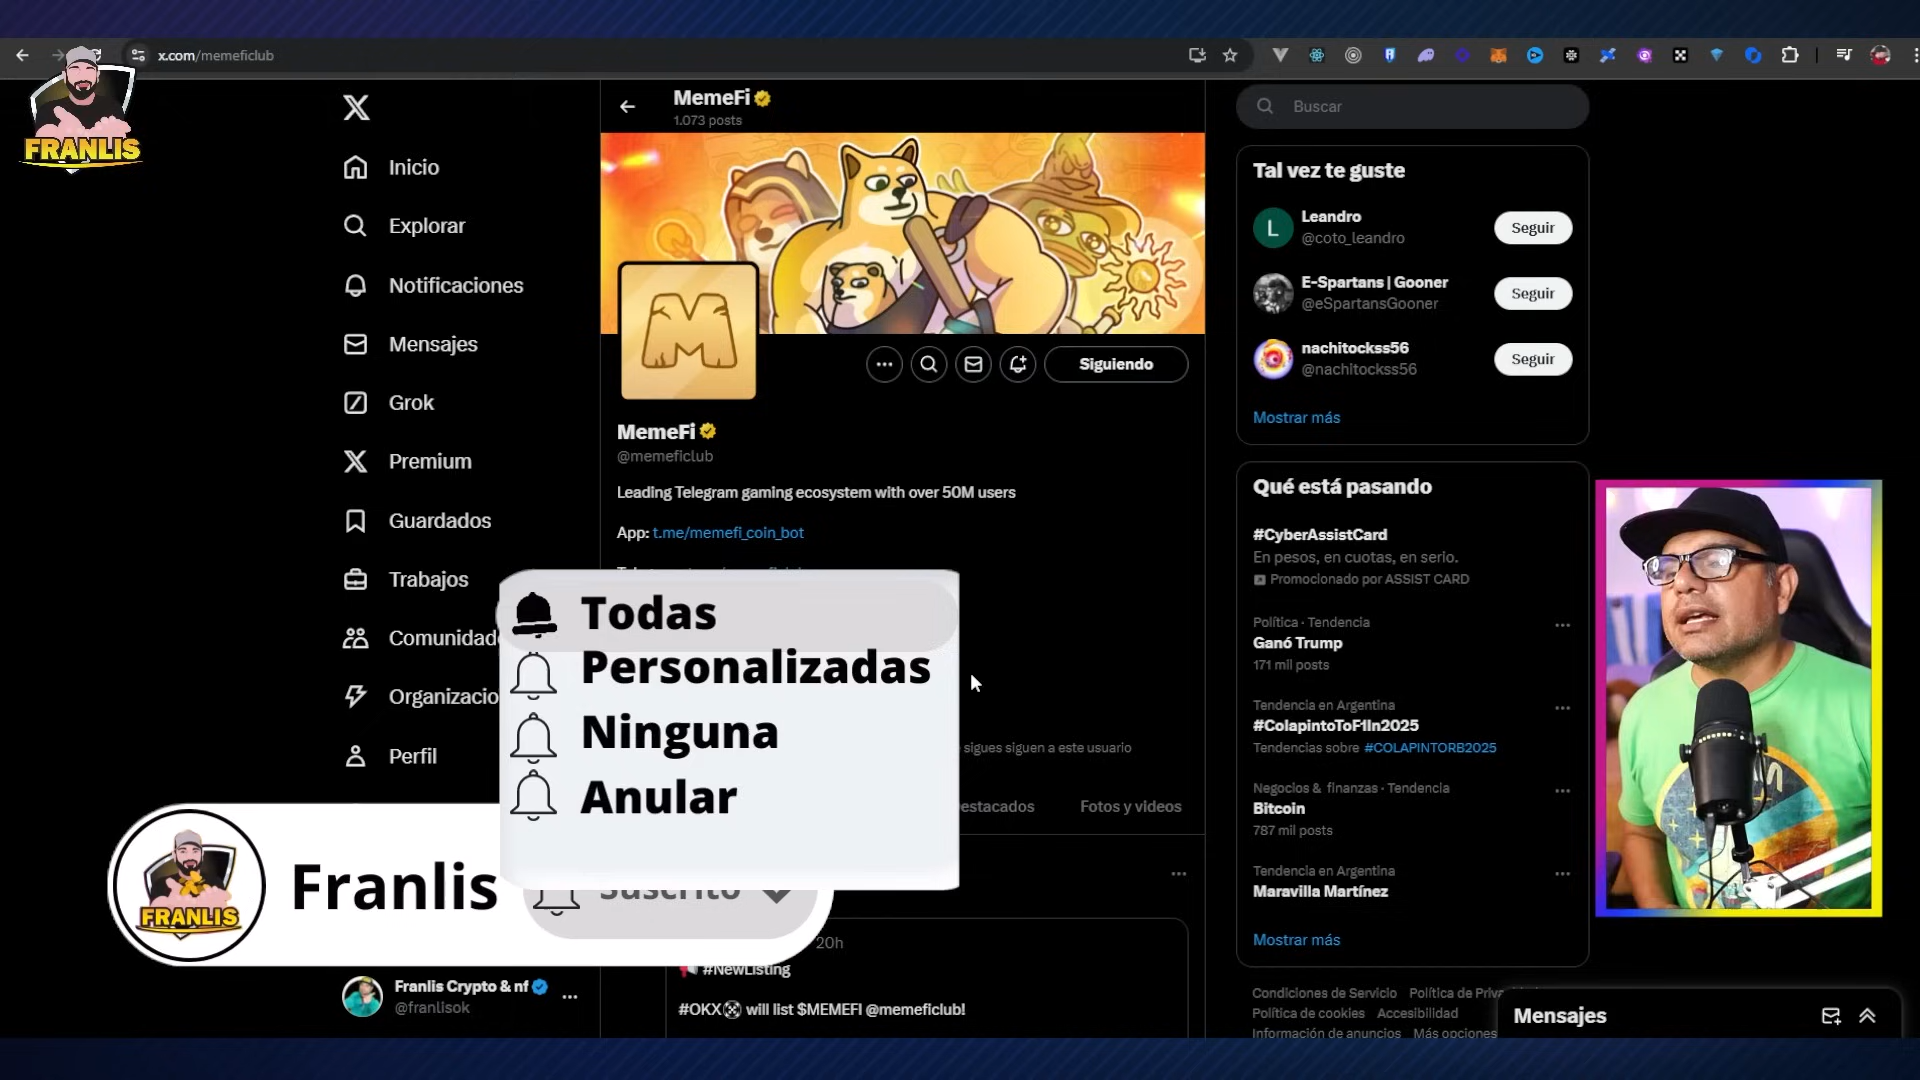 x.com/memeficlub
FRANLIS
Inicio
Explorar
Notificaciones
Mensajes
Grok
Premium
Guardados
Trabajos
Comunidad
Organizacio
Perfil
MemeFi
1.073 posts
Siguiendo
MemeFi
@memeficlub
Leading Telegram gaming ecosystem with over 50M users
App: t.me/memefi_coin_bot
Todas
Personalizadas
Ninguna
Anular
sigues siguen a este usuario
estacados
Fotos y videos
FRANLIS
Franlis
Suscrito
20h
#NewListing
#OKX will list $MEMEFI @memeficlub!
Franlis Crypto & nf
@franlisok
Buscar
Tal vez te guste
L
Leandro
@coto_leandro
Seguir
E-Spartans | Gooner
@eSpartansGooner
Seguir
nachitockss56
@nachitockss56
Seguir
Mostrar más
Qué está pasando
#CyberAssistCard
En pesos, en cuotas, en serio.
Promocionado por ASSIST CARD
Política · Tendencia
Ganó Trump
171 mil posts
Tendencia en Argentina
#ColapintoToF1In2025
Tendencias sobre #COLAPINTORB2025
Negocios & finanzas · Tendencia
Bitcoin
787 mil posts
Tendencia en Argentina
Maravilla Martínez
Mostrar más
Condiciones de Servicio Política de Priv
Política de cookies Accesibilidad
Información de anuncios Más opciones
Mensajes